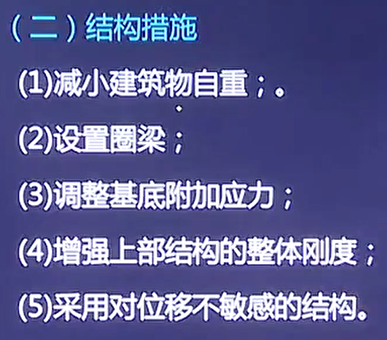 （二）结构措施
(1)减小建筑物自重；。
(2)设置圈梁；
(3)调整基底附加应力；
(4)增强上部结构的整体刚度；
(5)采用对位移不敏感的结构。